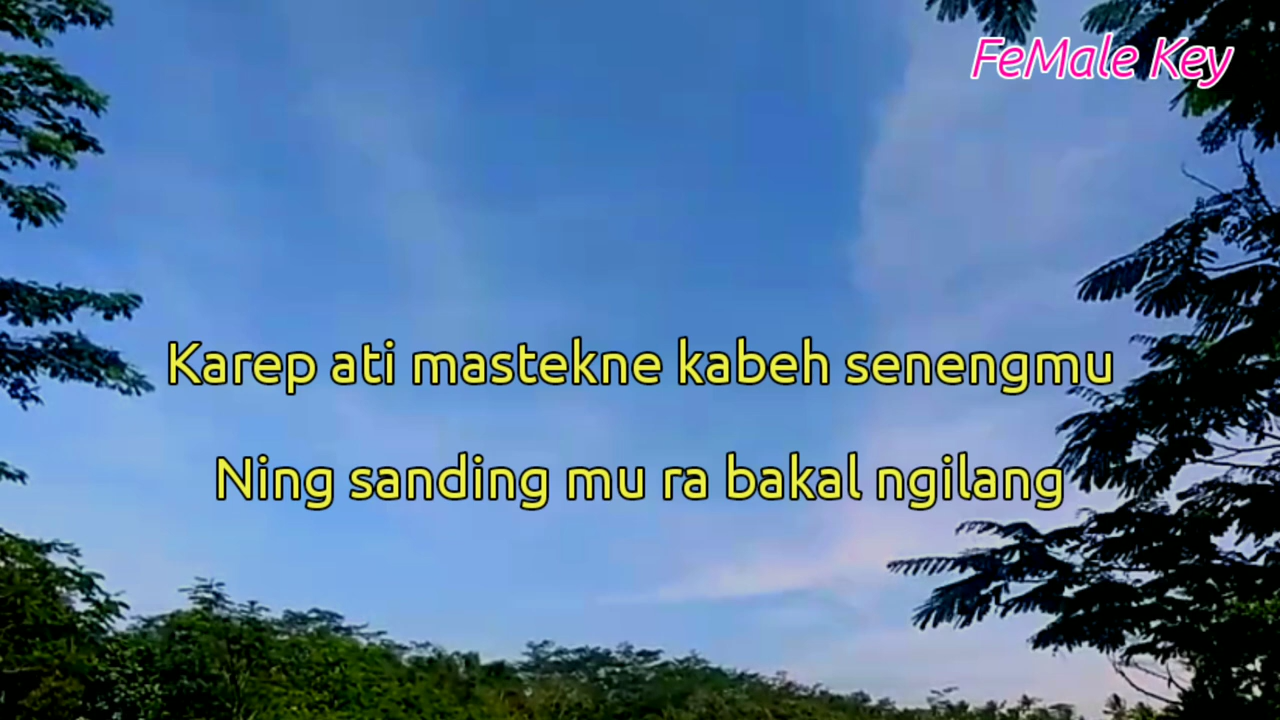 FeMale Key
Karep ati mastekne kabeh senengmu
Ning sanding mu ra bakal ngilang